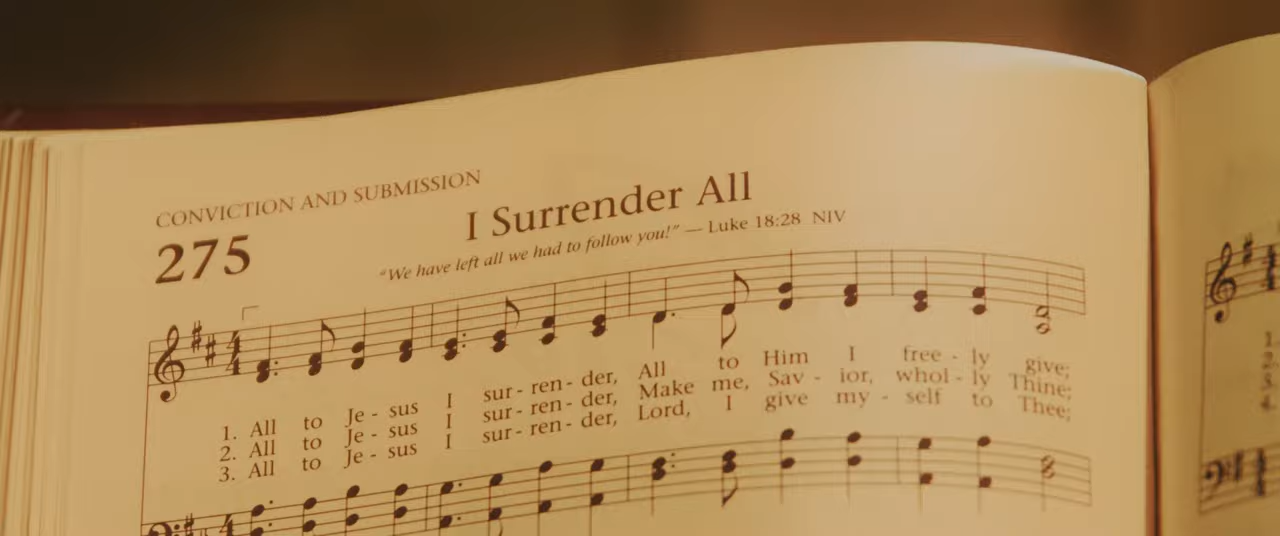 CONVICTION AND SUBMISSION
275
I Surrender All
“We have left all we had to follow you!” — Luke 18:28 NIV
1. All to Je - sus I sur - ren - der, All to Him I free - ly give;
2. All to Je - sus I sur - ren - der, Make me, Sav - ior, whol - ly Thine;
3. All to Je - sus I sur - ren - der, Lord, I give my - self to Thee;